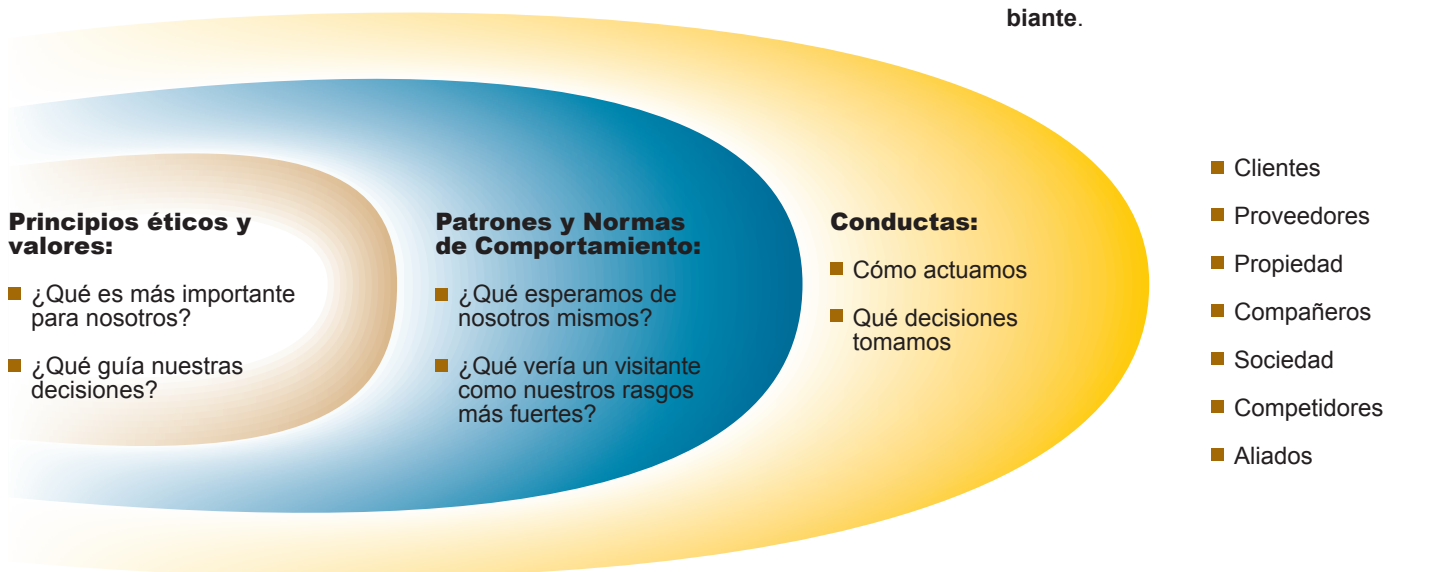 biante.
Principios éticos y
valores:
■ ¿Qué es más importante
para nosotros?
■ ¿Qué guía nuestras
decisiones?
Patrones y Normas
de Comportamiento:
■ ¿Qué esperamos de
nosotros mismos?
■ ¿Qué vería un visitante
como nuestros rasgos
más fuertes?
Conductas:
■ Cómo actuamos
■ Qué decisiones
tomamos
■ Clientes
■ Proveedores
■ Propiedad
■ Compañeros
■ Sociedad
■ Competidores
■ Aliados